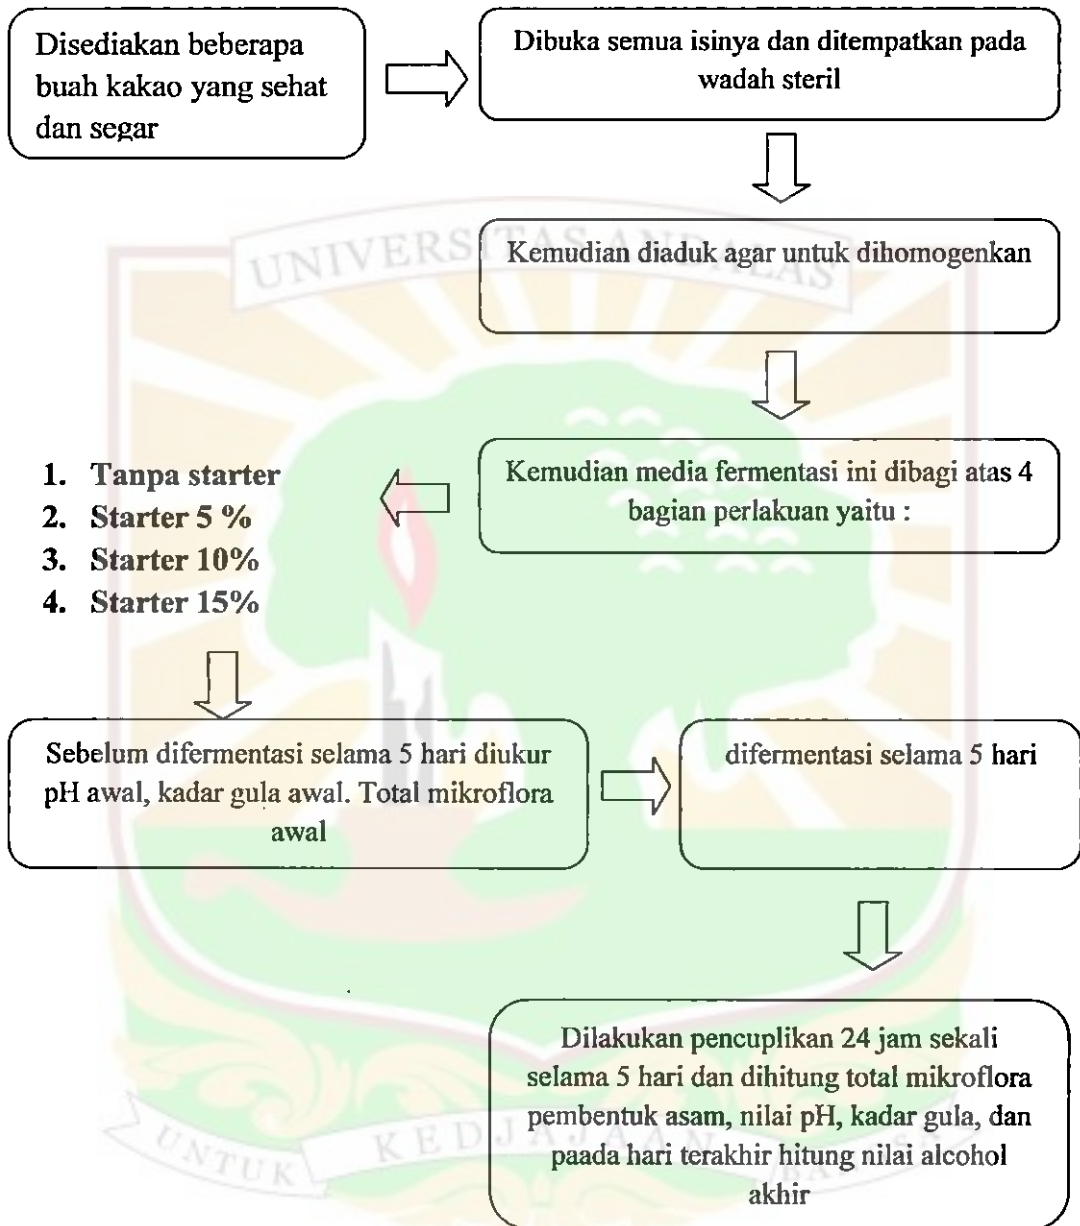 Disediakan beberapa
buah kakao yang sehat
dan segar
Dibuka semua isinya dan ditempatkan pada
wadah steril
UNIVERSITAS ANDALAS
Kemudian diaduk agar untuk dihomogenkan
Kemudian media fermentasi ini dibagi atas 4
bagian perlakuan yaitu :
1. Tanpa starter
2. Starter 5 %
3. Starter 10%
4. Starter 15%
Sebelum difermentasi selama 5 hari diukur
pH awal, kadar gula awal. Total mikroflora
awal
difermentasi selama 5 hari
Dilakukan pencuplikan 24 jam sekali
selama 5 hari dan dihitung total mikroflora
pembentuk asam, nilai pH, kadar gula, dan
paada hari terakhir hitung nilai alcohol
akhir
UNTUK KEDJAJAAN